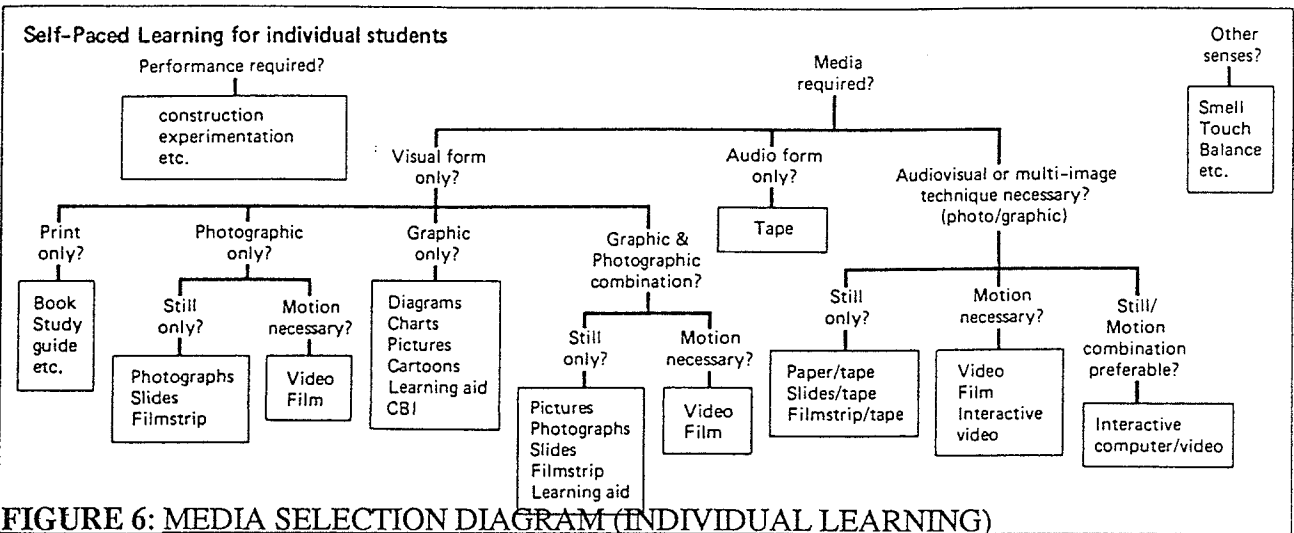 Self-Paced Learning for individual students
Performance required?
construction
experimentation
etc.
Media
required?
Other
senses?
Smell
Touch
Balance
etc.
Visual form
only?
Audio form
only?
Tape
Audiovisual or multi-image
technique necessary?
(photo/graphic)
Print
only?
Book
Study
guide
etc.
Photographic
only?
Still
only?
Photographs
Slides
Filmstrip
Motion
necessary?
Video
Film
Graphic
only?
Diagrams
Charts
Pictures
Cartoons
Learning aid
CBI
Graphic &
Photographic
combination?
Still
only?
Pictures
Photographs
Slides
Filmstrip
Learning aid
Motion
necessary?
Video
Film
Still
only?
Paper/tape
Slides/tape
Filmstrip/tape
Motion
necessary?
Video
Film
Interactive
video
Still/
Motion
combination
preferable?
Interactive
computer/video
FIGURE 6: MEDIA SELECTION DIAGRAM (INDIVIDUAL LEARNING)